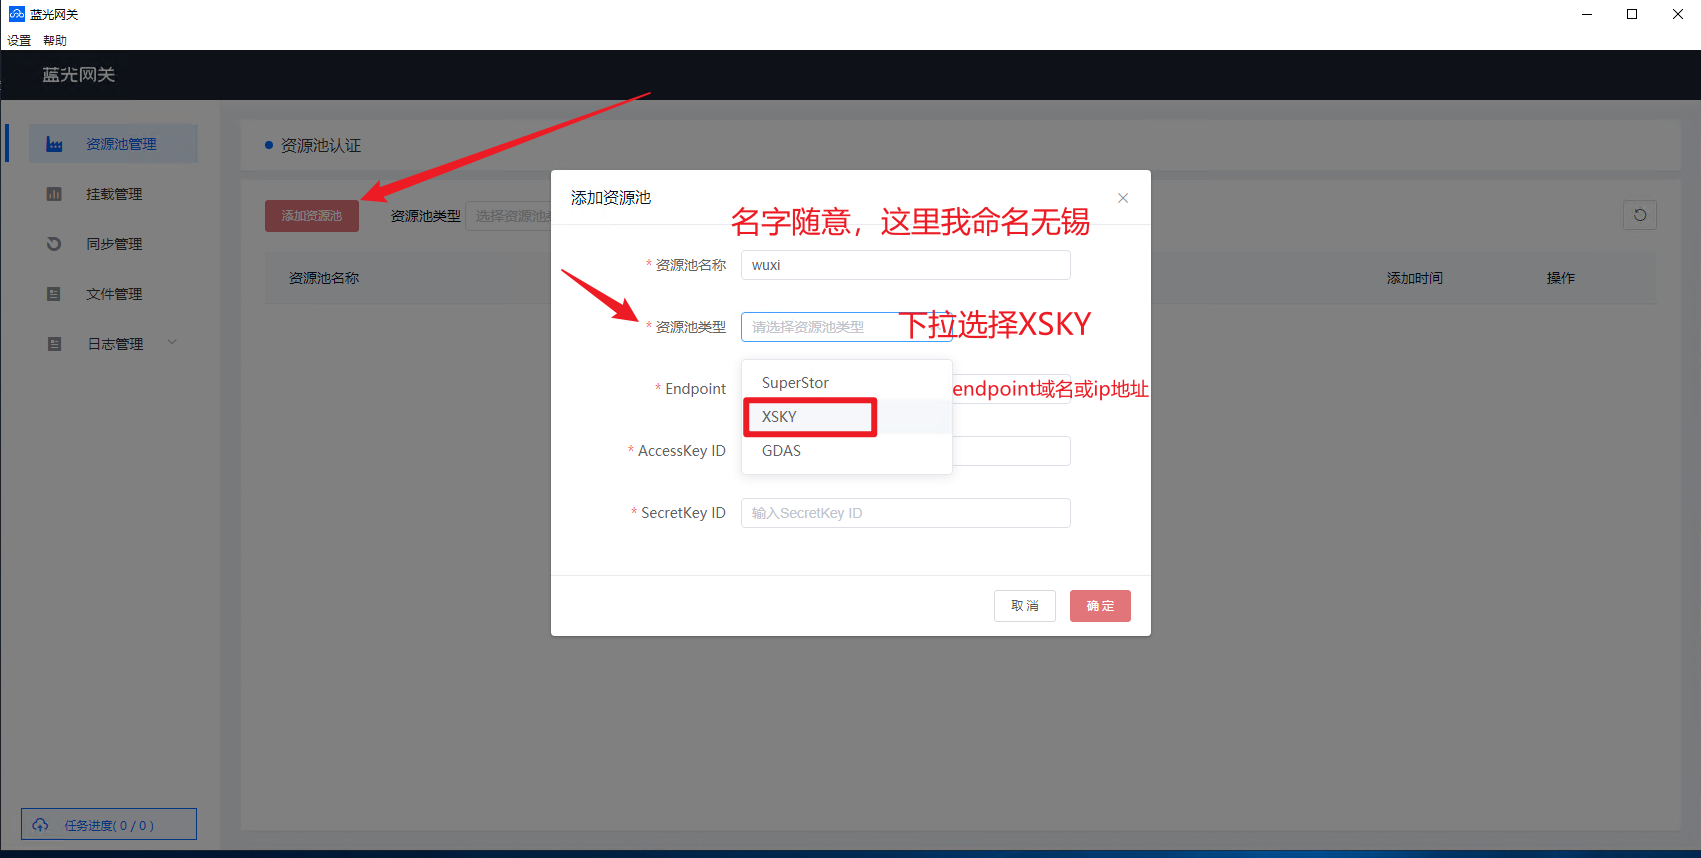 蓝光网关
设置 帮助
蓝光网关
资源池管理
挂载管理
同步管理
文件管理
日志管理
任务进度( 0 / 0 )
资源池认证
添加资源池 资源池类型 选择资源池
资源池名称 添加时间 操作
添加资源池
名字随意，这里我命名无锡
* 资源池名称 wuxi
* 资源池类型 请选择资源池类型 下拉选择XSKY
SuperStor
* Endpoint endpoint域名或ip地址
XSKY
* AccessKey ID GDAS
* SecretKey ID 输入SecretKey ID
取消 确定